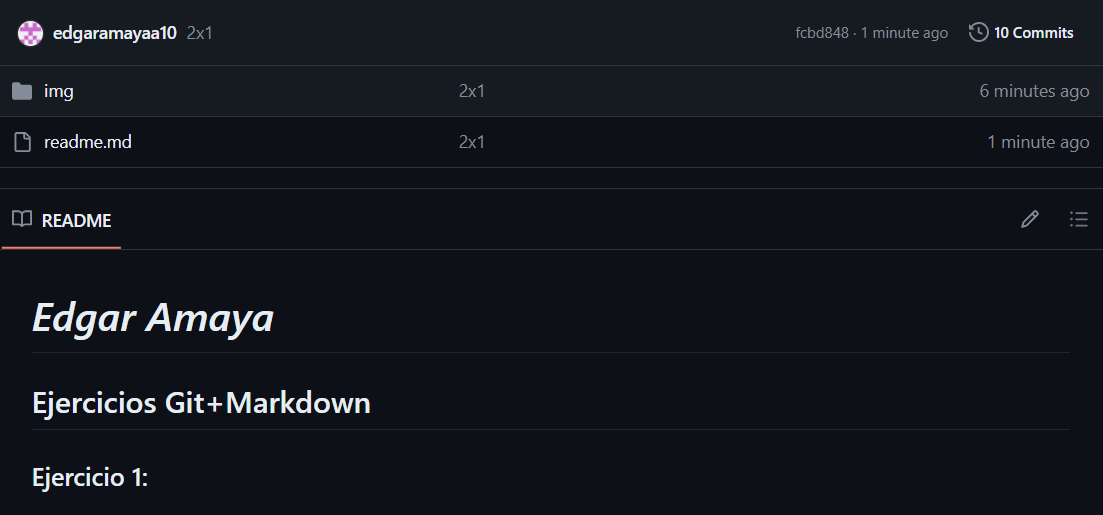 edgaramayaa10 2x1 fcbd848 · 1 minute ago 10 Commits
img 2x1 6 minutes ago
readme.md 2x1 1 minute ago
README
Edgar Amaya
Ejercicios Git+Markdown
Ejercicio 1: